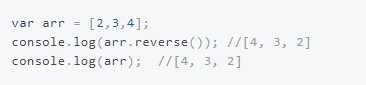 var arr = [2,3,4];
console.log(arr.reverse()); //[4, 3, 2]
console.log(arr);  //[4, 3, 2]